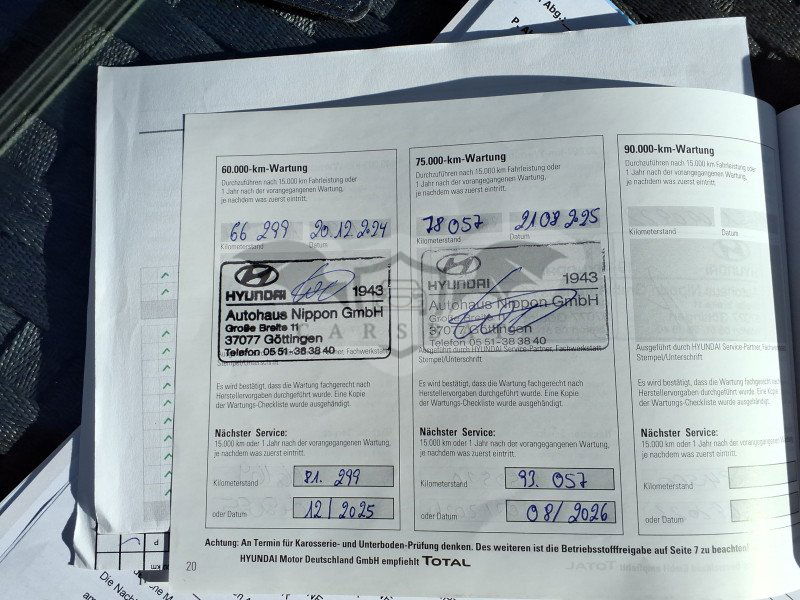 Abg.:
60.000-km-Wartung
Durchzuführen nach 15.000 km Fahrleistung oder
1 Jahr nach der vorangegangenen Wartung,
je nachdem was zuerst eintritt.
66 299 20.12.2024
Kilometerstand Datum
HYUNDAI 1943
Autohaus Nippon GmbH
Große Breite 11
37077 Göttingen
Telefon 05 51-38 38 40
Es wird bestätigt, dass die Wartung fachgerecht nach
Herstellervorgaben durchgeführt wurde. Eine Kopie
der Wartungs-Checkliste wurde ausgehändigt.
Nächster Service:
15.000 km oder 1 Jahr nach der vorangegangenen Wartung,
je nachdem was zuerst eintritt.
Kilometerstand 81. 299
oder Datum 12/2025
75.000-km-Wartung
Durchzuführen nach 15.000 km Fahrleistung oder
1 Jahr nach der vorangegangenen Wartung,
je nachdem was zuerst eintritt.
78 057 21 08 2025
Kilometerstand Datum
HYUNDAI 1943
Autohaus Nippon GmbH
Große Breite
37077 Göttingen
Telefon 05 51-38 38 40
Ausgeführt durch HYUNDAI Service-Partner, Fachwerkstatt
Stempel/Unterschrift
Es wird bestätigt, dass die Wartung fachgerecht nach
Herstellervorgaben durchgeführt wurde. Eine Kopie
der Wartungs-Checkliste wurde ausgehändigt.
Nächster Service:
15.000 km oder 1 Jahr nach der vorangegangenen Wartung,
je nachdem was zuerst eintritt.
Kilometerstand 93. 057
oder Datum 08/2026
90.000-km-Wartung
Durchzuführen nach 15.000 km Fahrleistung oder
1 Jahr nach der vorangegangenen Wartung,
je nachdem was zuerst eintritt.
Kilometerstand Datum
Ausgeführt durch HYUNDAI Service-Partner, Fachwerkstatt
Stempel/Unterschrift
Es wird bestätigt, dass die Wartung fachgerecht nach
Herstellervorgaben durchgeführt wurde. Eine Kopie
der Wartungs-Checkliste wurde ausgehändigt.
Nächster Service:
15.000 km oder 1 Jahr nach der vorangegangenen
je nachdem was zuerst eintritt.
Kilometerstand
oder Datum
Achtung: An Termin für Karosserie- und Unterboden-Prüfung denken. Des weiteren ist die Betriebsstofffreigabe auf Seite 7 zu beachten!
20 HYUNDAI Motor Deutschland GmbH empfiehlt TOTAL
P
km
CARS